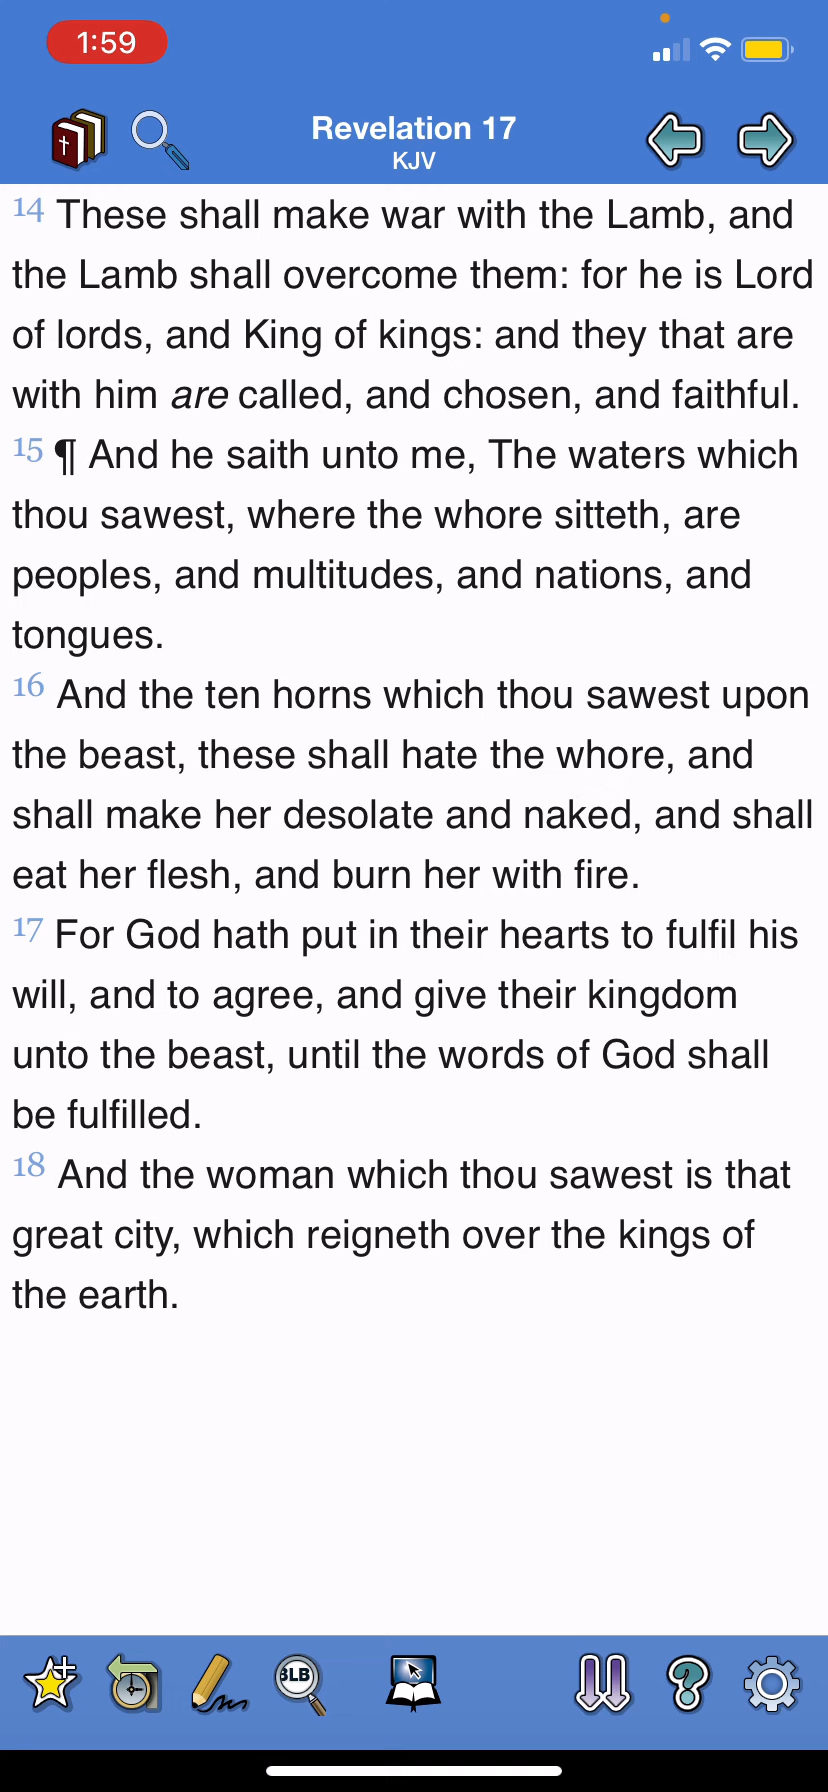 1:59
Revelation 17
KJV
14 These shall make war with the Lamb, and
the Lamb shall overcome them: for he is Lord
of lords, and King of kings: and they that are
with him are called, and chosen, and faithful.
15 ¶ And he saith unto me, The waters which
thou sawest, where the whore sitteth, are
peoples, and multitudes, and nations, and
tongues.
16 And the ten horns which thou sawest upon
the beast, these shall hate the whore, and
shall make her desolate and naked, and shall
eat her flesh, and burn her with fire.
17 For God hath put in their hearts to fulfil his
will, and to agree, and give their kingdom
unto the beast, until the words of God shall
be fulfilled.
18 And the woman which thou sawest is that
great city, which reigneth over the kings of
the earth.
BLB